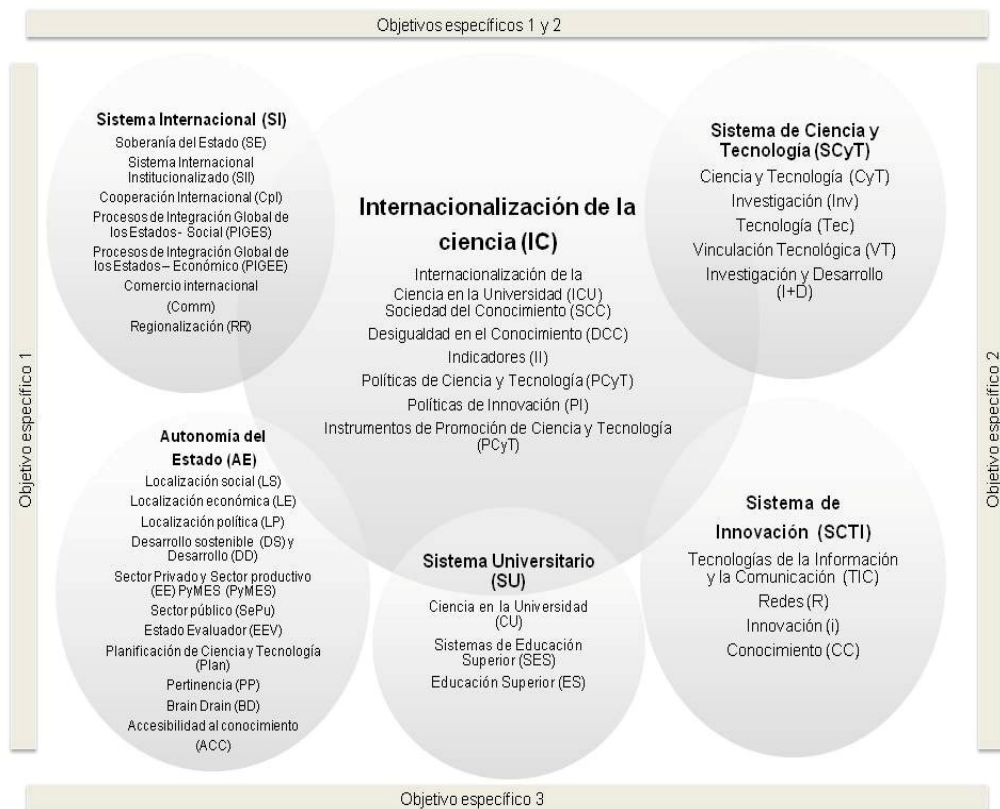 Objetivos específicos 1 y 2
Objetivo específico 1
Sistema Internacional (SI)
Soberanía del Estado (SE)
Sistema Internacional
Institucionalizado (SII)
Cooperación Internacional (CpI)
Procesos de Integración Global de
los Estados- Social (PIGES)
Procesos de Integración Global de
los Estados – Económico (PIGEE)
Comercio internacional
(Comm)
Regionalización (RR)
Internacionalización de la
ciencia (IC)
Internacionalización de la
Ciencia en la Universidad (ICU)
Sociedad del Conocimiento (SCC)
Desigualdad en el Conocimiento (DCC)
Indicadores (II)
Políticas de Ciencia y Tecnología (PCyT)
Políticas de Innovación (PI)
Instrumentos de Promoción de Ciencia y Tecnología
(PCyT)
Sistema de Ciencia y
Tecnología (SCyT)
Ciencia y Tecnología (CyT)
Investigación (Inv)
Tecnología (Tec)
Vinculación Tecnológica (VT)
Investigación y Desarrollo
(I+D)
Objetivo específico 2
Autonomía del
Estado (AE)
Localización social (LS)
Localización económica (LE)
Localización política (LP)
Desarrollo sostenible (DS) y
Desarrollo (DD)
Sector Privado y Sector productivo
(EE) PyMES (PyMES)
Sector público (SePu)
Estado Evaluador (EEV)
Planificación de Ciencia y Tecnología
(Plan)
Pertinencia (PP)
Brain Drain (BD)
Accesibilidad al conocimiento
(ACC)
Sistema Universitario
(SU)
Ciencia en la Universidad
(CU)
Sistemas de Educación
Superior (SES)
Educación Superior (ES)
Sistema de
Innovación (SCTI)
Tecnologías de la Información
y la Comunicación (TIC)
Redes (R)
Innovación (i)
Conocimiento (CC)
Objetivo específico 3